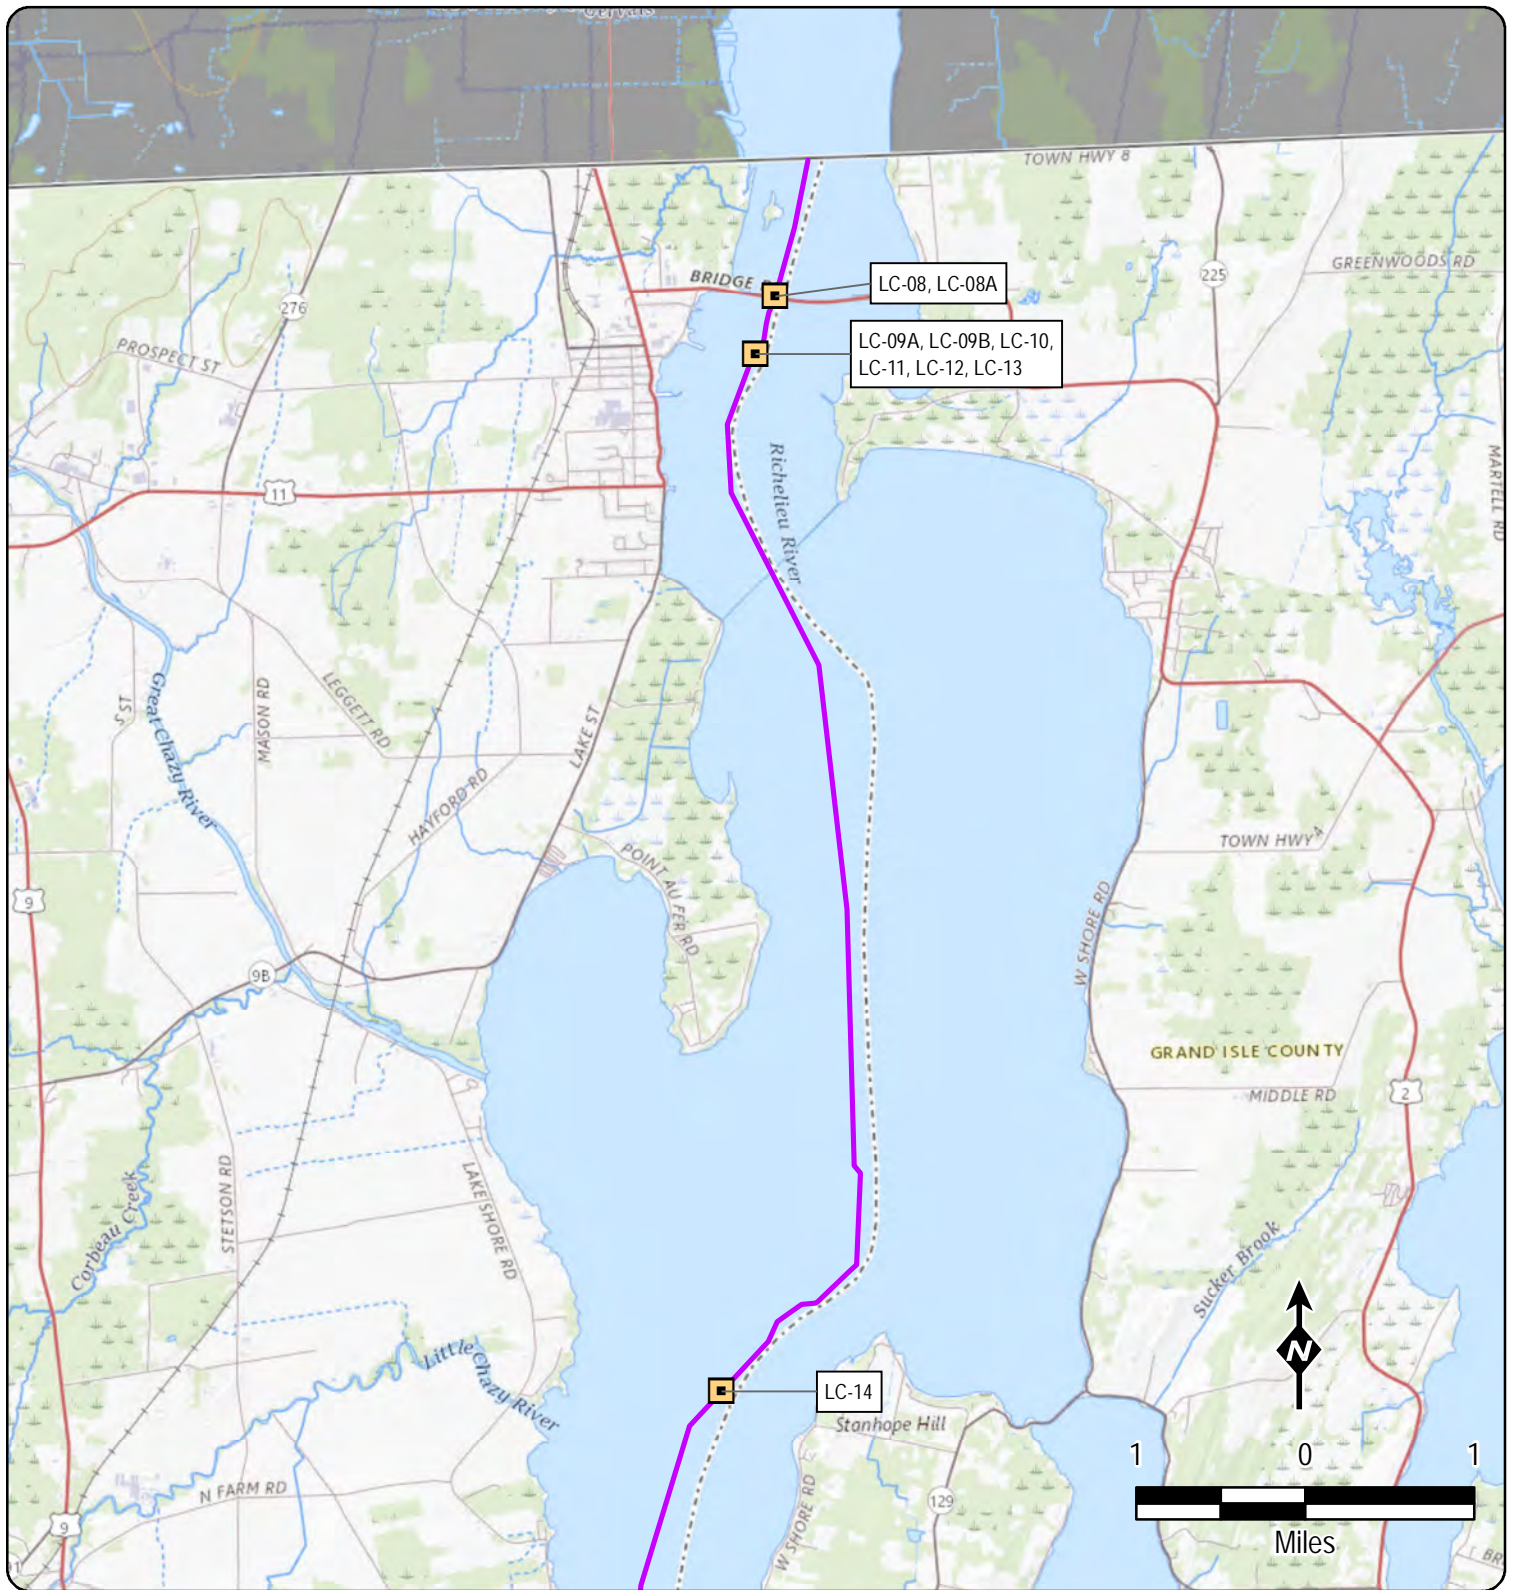 TOWN HWY 8
BRIDGE
LC-08, LC-08A
225
GREENWOODS RD
276
LC-09A, LC-09B, LC-10,
LC-11, LC-12, LC-13
PROSPECT ST
Richelieu River
MARTELL RD
11
Great Chazy River
S ST
MASON RD
LEGGETT RD
LAKE ST
HAYFORD RD
TOWN HWY 4
POINT AU FER RD
9
W SHORE RD
9B
GRAND ISLE COUNTY
MIDDLE RD
2
Corbeau Creek
STETSON RD
LAKE SHORE RD
Sucker Brook
N
Little Chazy River
LC-14
Stanhope Hill
1 0 1
Miles
N FARM RD
W SHORE RD
129
9